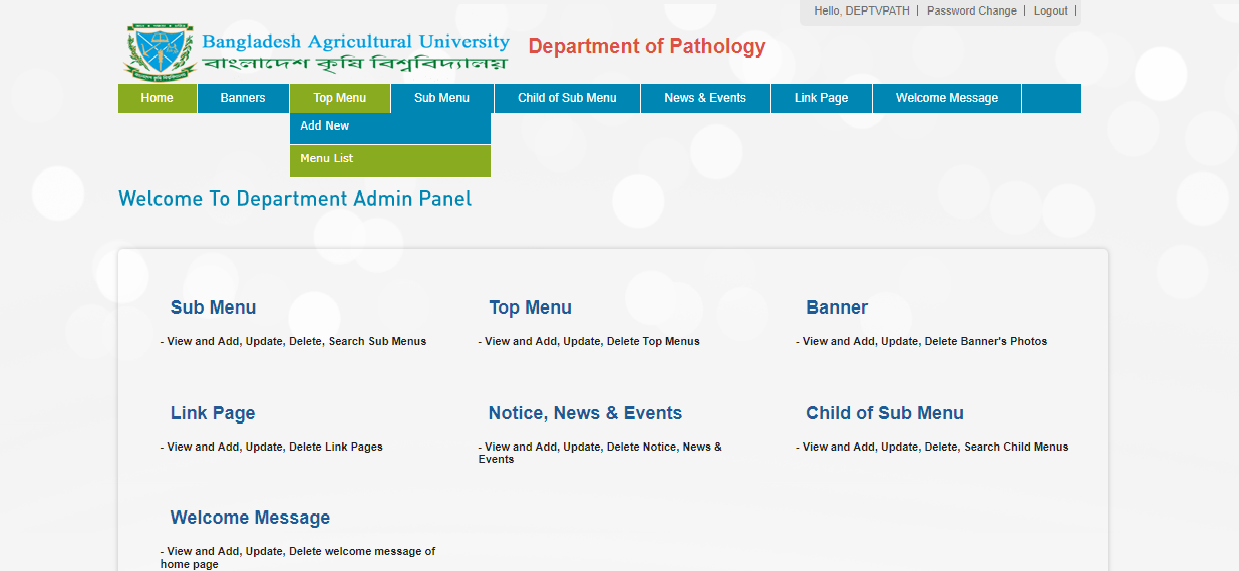 Hello, DEPTVPATH | Password Change | Logout |
Bangladesh Agricultural University
বাংলাদেশ কৃষি বিশ্ববিদ্যালয়
Department of Pathology
Home Banners Top Menu Sub Menu Child of Sub Menu News & Events Link Page Welcome Message
Add New
Menu List
Welcome To Department Admin Panel
Sub Menu Top Menu Banner
- View and Add, Update, Delete, Search Sub Menus - View and Add, Update, Delete Top Menus - View and Add, Update, Delete Banner's Photos
Link Page Notice, News & Events Child of Sub Menu
- View and Add, Update, Delete Link Pages - View and Add, Update, Delete Notice, News & - View and Add, Update, Delete, Search Child Menus
Events
Welcome Message
- View and Add, Update, Delete welcome message of
home page